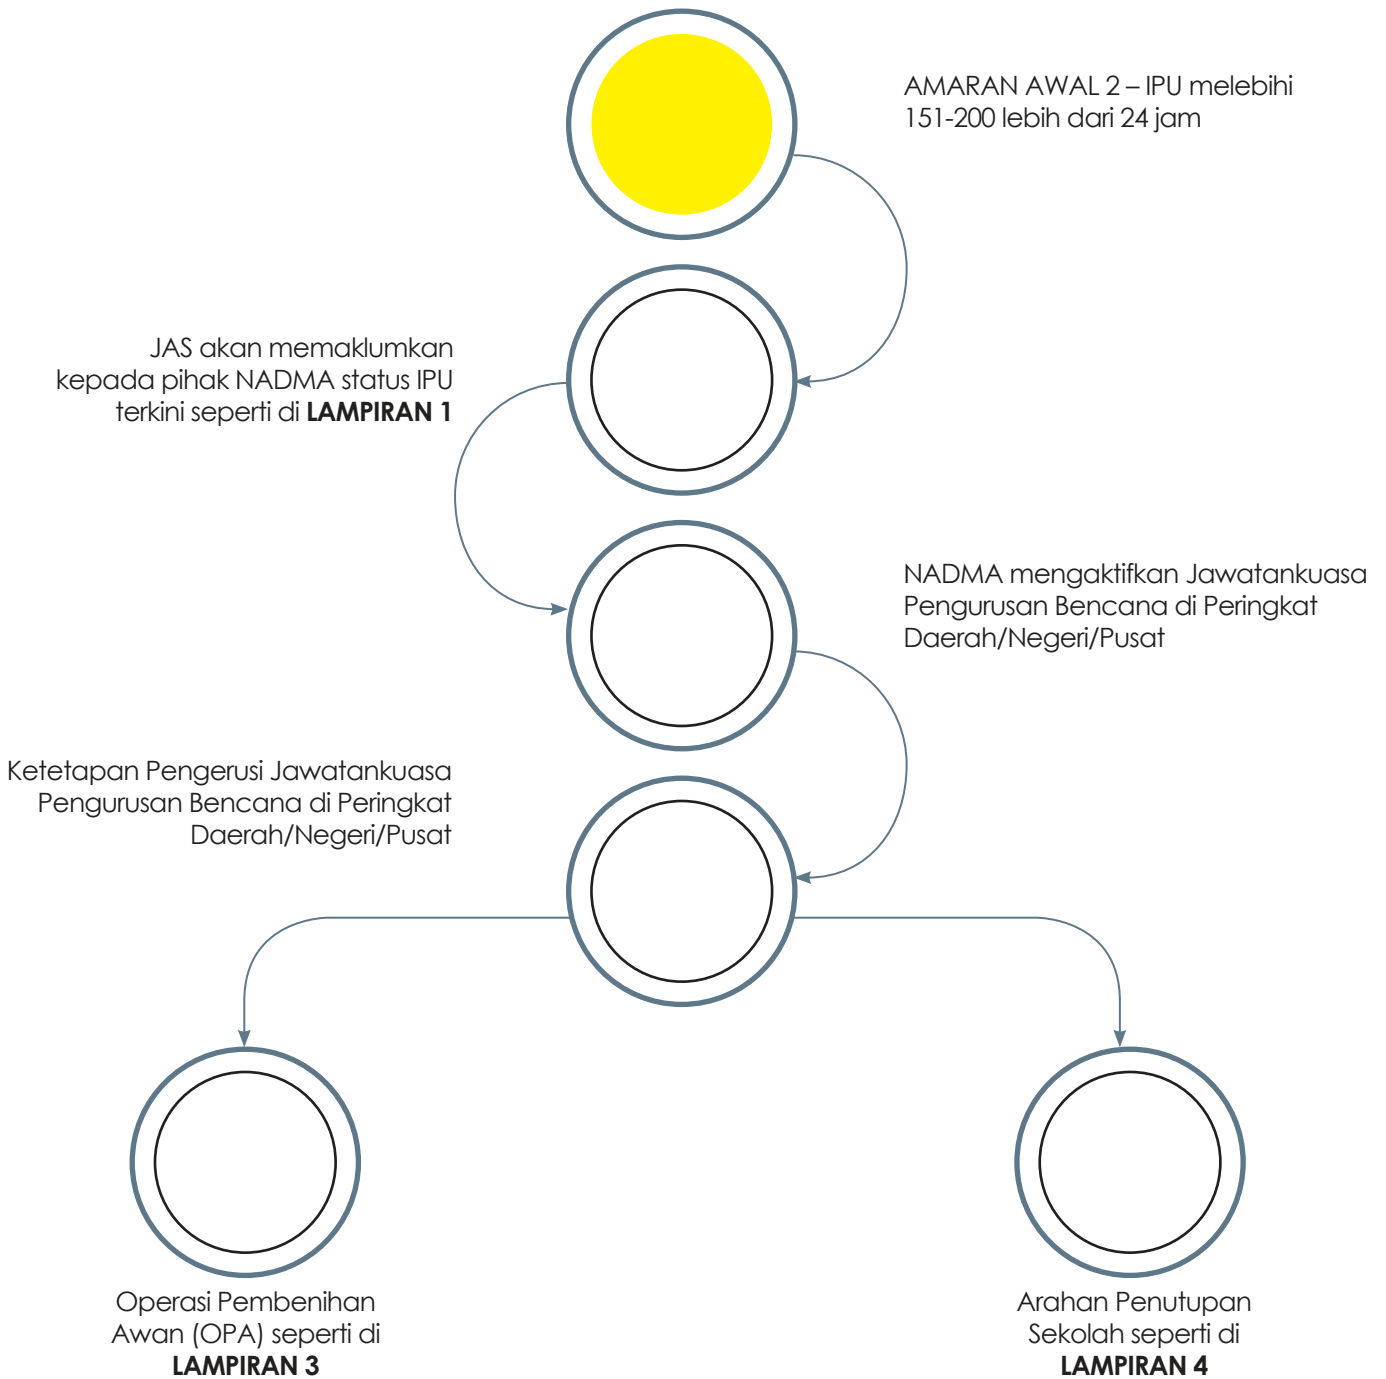 AMARAN AWAL 2 – IPU melebihi
151-200 lebih dari 24 jam
JAS akan memaklumkan
kepada pihak NADMA status IPU
terkini seperti di LAMPIRAN 1
NADMA mengaktifkan Jawatankuasa
Pengurusan Bencana di Peringkat
Daerah/Negeri/Pusat
Ketetapan Pengerusi Jawatankuasa
Pengurusan Bencana di Peringkat
Daerah/Negeri/Pusat
Operasi Pembenihan
Awan (OPA) seperti di
LAMPIRAN 3
Arahan Penutupan
Sekolah seperti di
LAMPIRAN 4